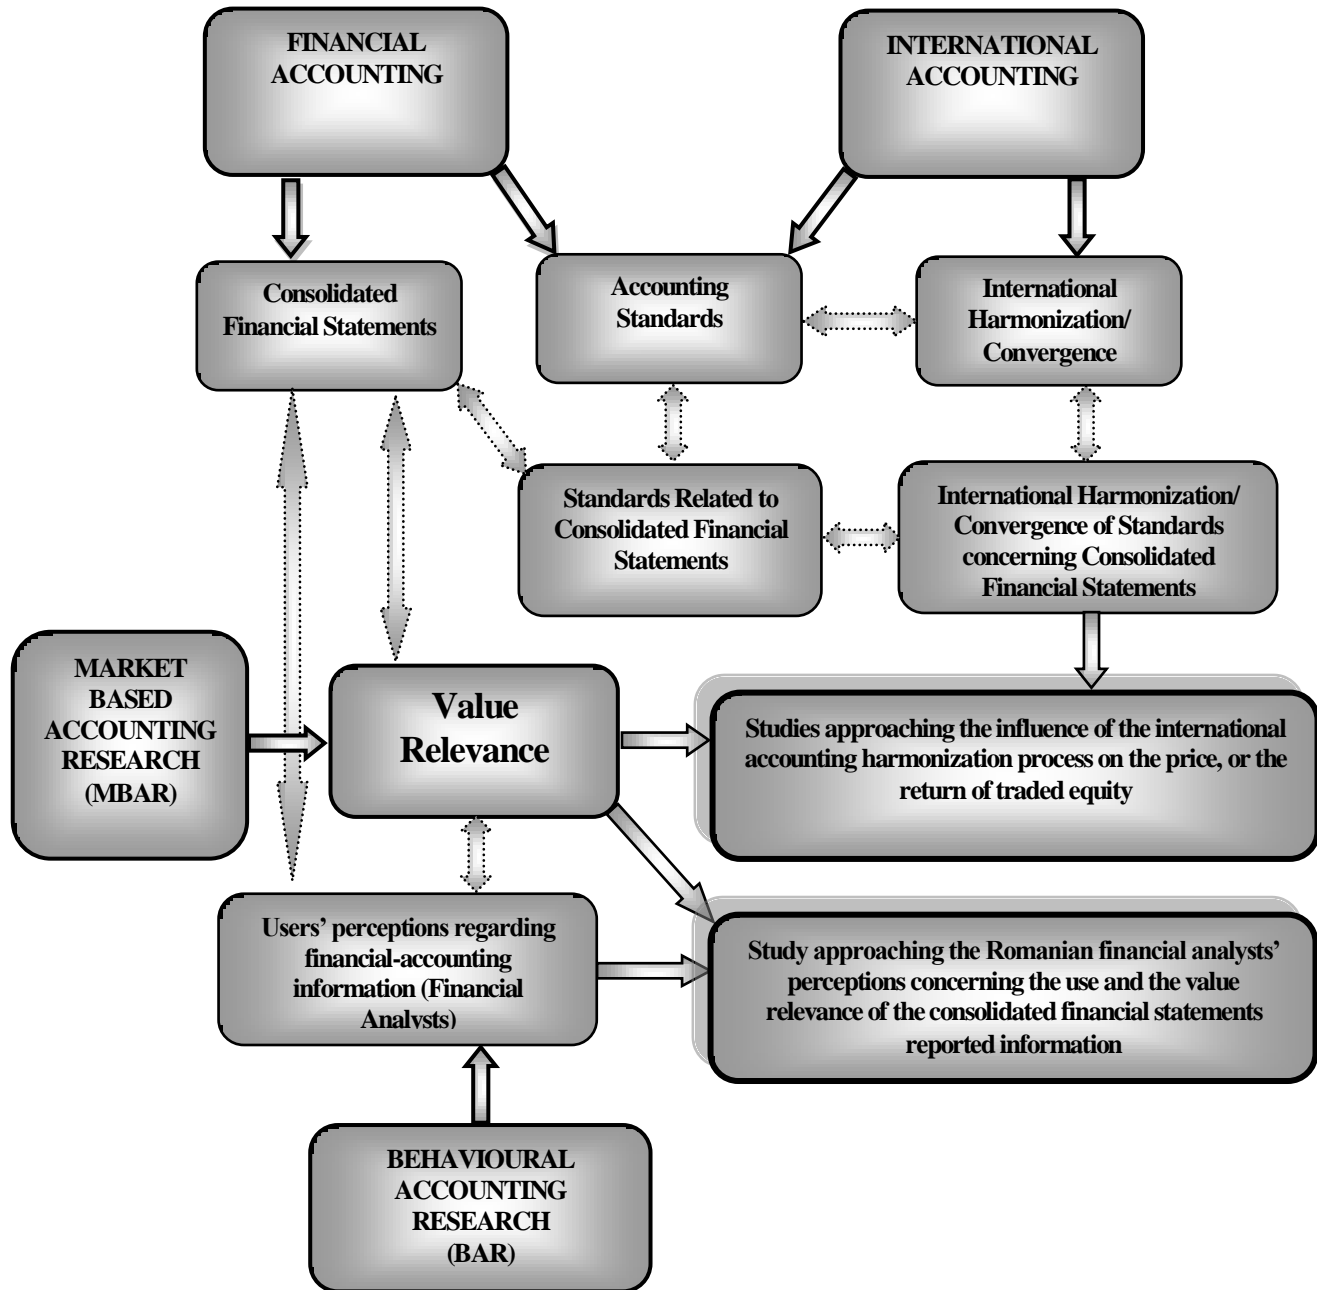 FINANCIAL
ACCOUNTING
INTERNATIONAL
ACCOUNTING
Consolidated
Financial Statements
Accounting
Standards
International
Harmonization/
Convergence
Standards Related to
Consolidated Financial
Statements
International Harmonization/
Convergence of Standards
concerning Consolidated
Financial Statements
MARKET
BASED
ACCOUNTING
RESEARCH
(MBAR)
Value
Relevance
Studies approaching the influence of the international
accounting harmonization process on the price, or the
return of traded equity
Users’ perceptions regarding
financial-accounting
information (Financial
Analysts)
Study approaching the Romanian financial analysts’
perceptions concerning the use and the value
relevance of the consolidated financial statements
reported information
BEHAVIOURAL
ACCOUNTING
RESEARCH
(BAR)